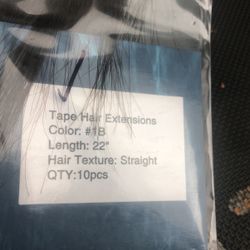 Tape Hair Extensions
Color: #1B
Length: 22"
Hair Texture: Straight
QTY:10pcs